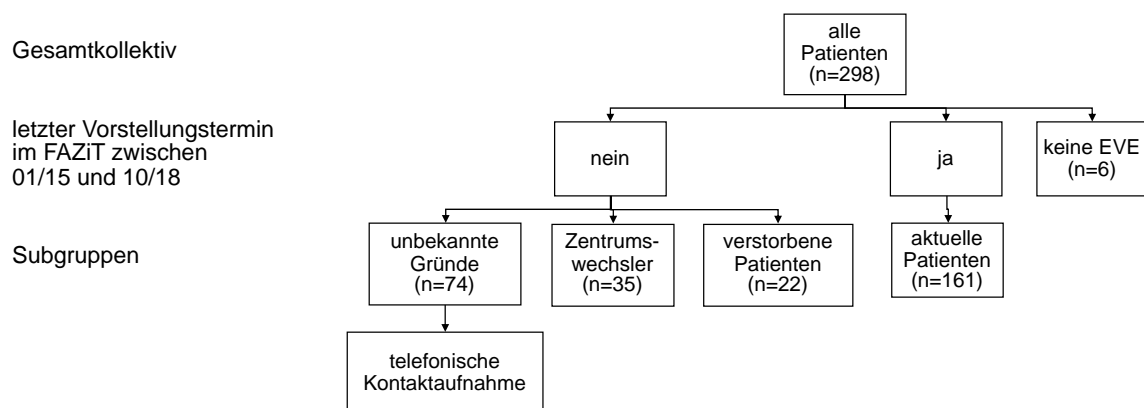 Gesamtkollektiv
alle
Patienten
(n=298)
letzter Vorstellungstermin
im FAZiT zwischen
01/15 und 10/18
nein
ja
keine EVE
(n=6)
Subgruppen
unbekannte
Gründe
(n=74)
Zentrums-
wechsler
(n=35)
verstorbene
Patienten
(n=22)
aktuelle
Patienten
(n=161)
telefonische
Kontaktaufnahme